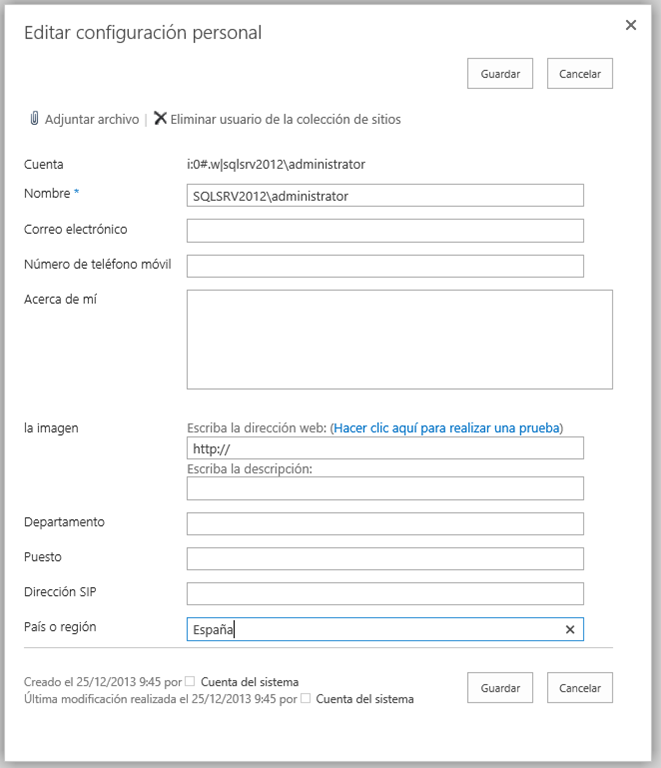 Editar configuración personal
Guardar Cancelar
Adjuntar archivo | Eliminar usuario de la colección de sitios
Cuenta i:0#.w|sqlsrv2012\administrator
Nombre * SQLSRV2012\administrator
Correo electrónico
Número de teléfono móvil
Acerca de mí
la imagen Escriba la dirección web: (Hacer clic aquí para realizar una prueba)
http://
Escriba la descripción:
Departamento
Puesto
Dirección SIP
País o región España
Creado el 25/12/2013 9:45 por Cuenta del sistema
Última modificación realizada el 25/12/2013 9:45 por Cuenta del sistema
Guardar Cancelar